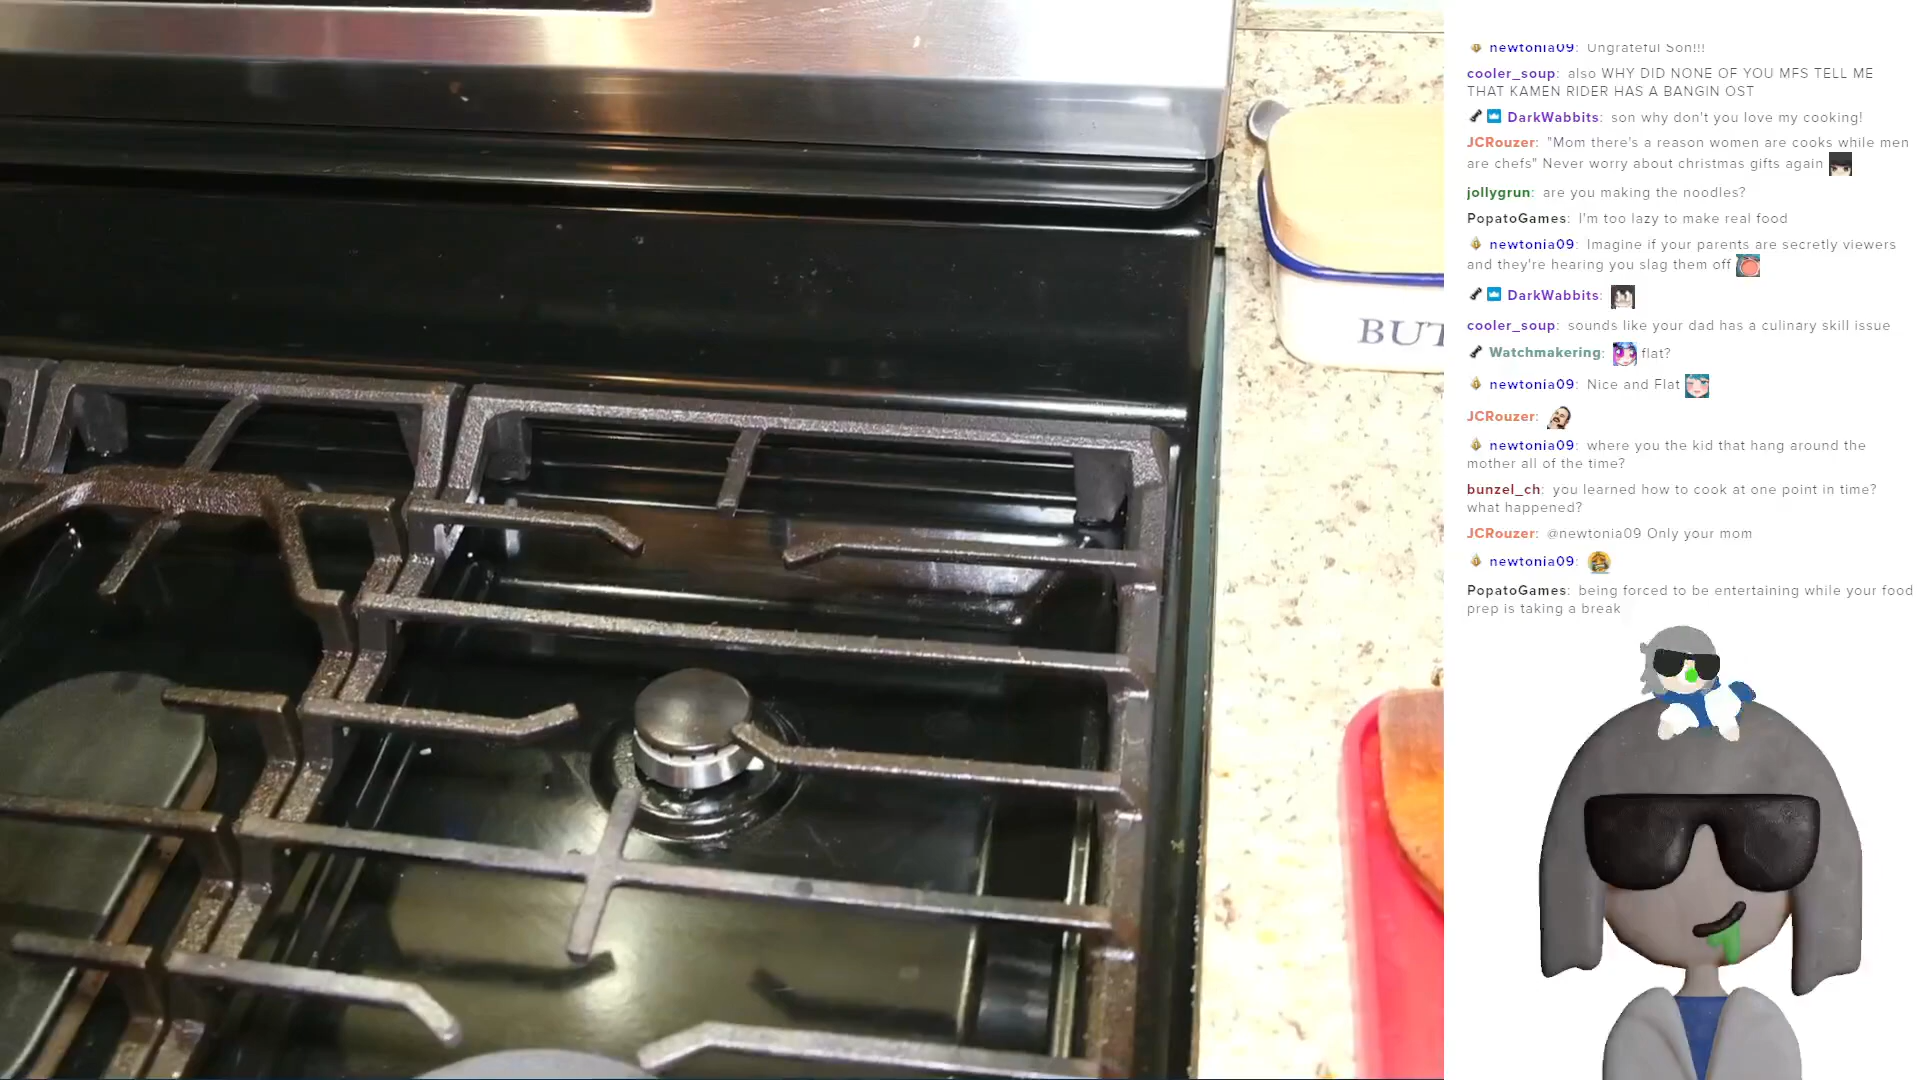 newtonia09: Ungrateful Son!!!
cooler_soup: also WHY DID NONE OF YOU MFS TELL ME
THAT KAMEN RIDER HAS A BANGIN OST
DarkWabbits: son why don't you love my cooking!
JCRouzer: "Mom there's a reason women are cooks while men
are chefs" Never worry about christmas gifts again
jollygrun: are you making the noodles?
PopatoGames: I'm too lazy to make real food
newtonia09: Imagine if your parents are secretly viewers
and they're hearing you slag them off
DarkWabbits:
cooler_soup: sounds like your dad has a culinary skill issue
Watchmakering: flat?
newtonia09: Nice and Flat
JCRouzer:
newtonia09: where you the kid that hang around the
mother all of the time?
bunzel_ch: you learned how to cook at one point in time?
what happened?
JCRouzer: @newtonia09 Only your mom
newtonia09:
PopatoGames: being forced to be entertaining while your food
prep is taking a break
BUT